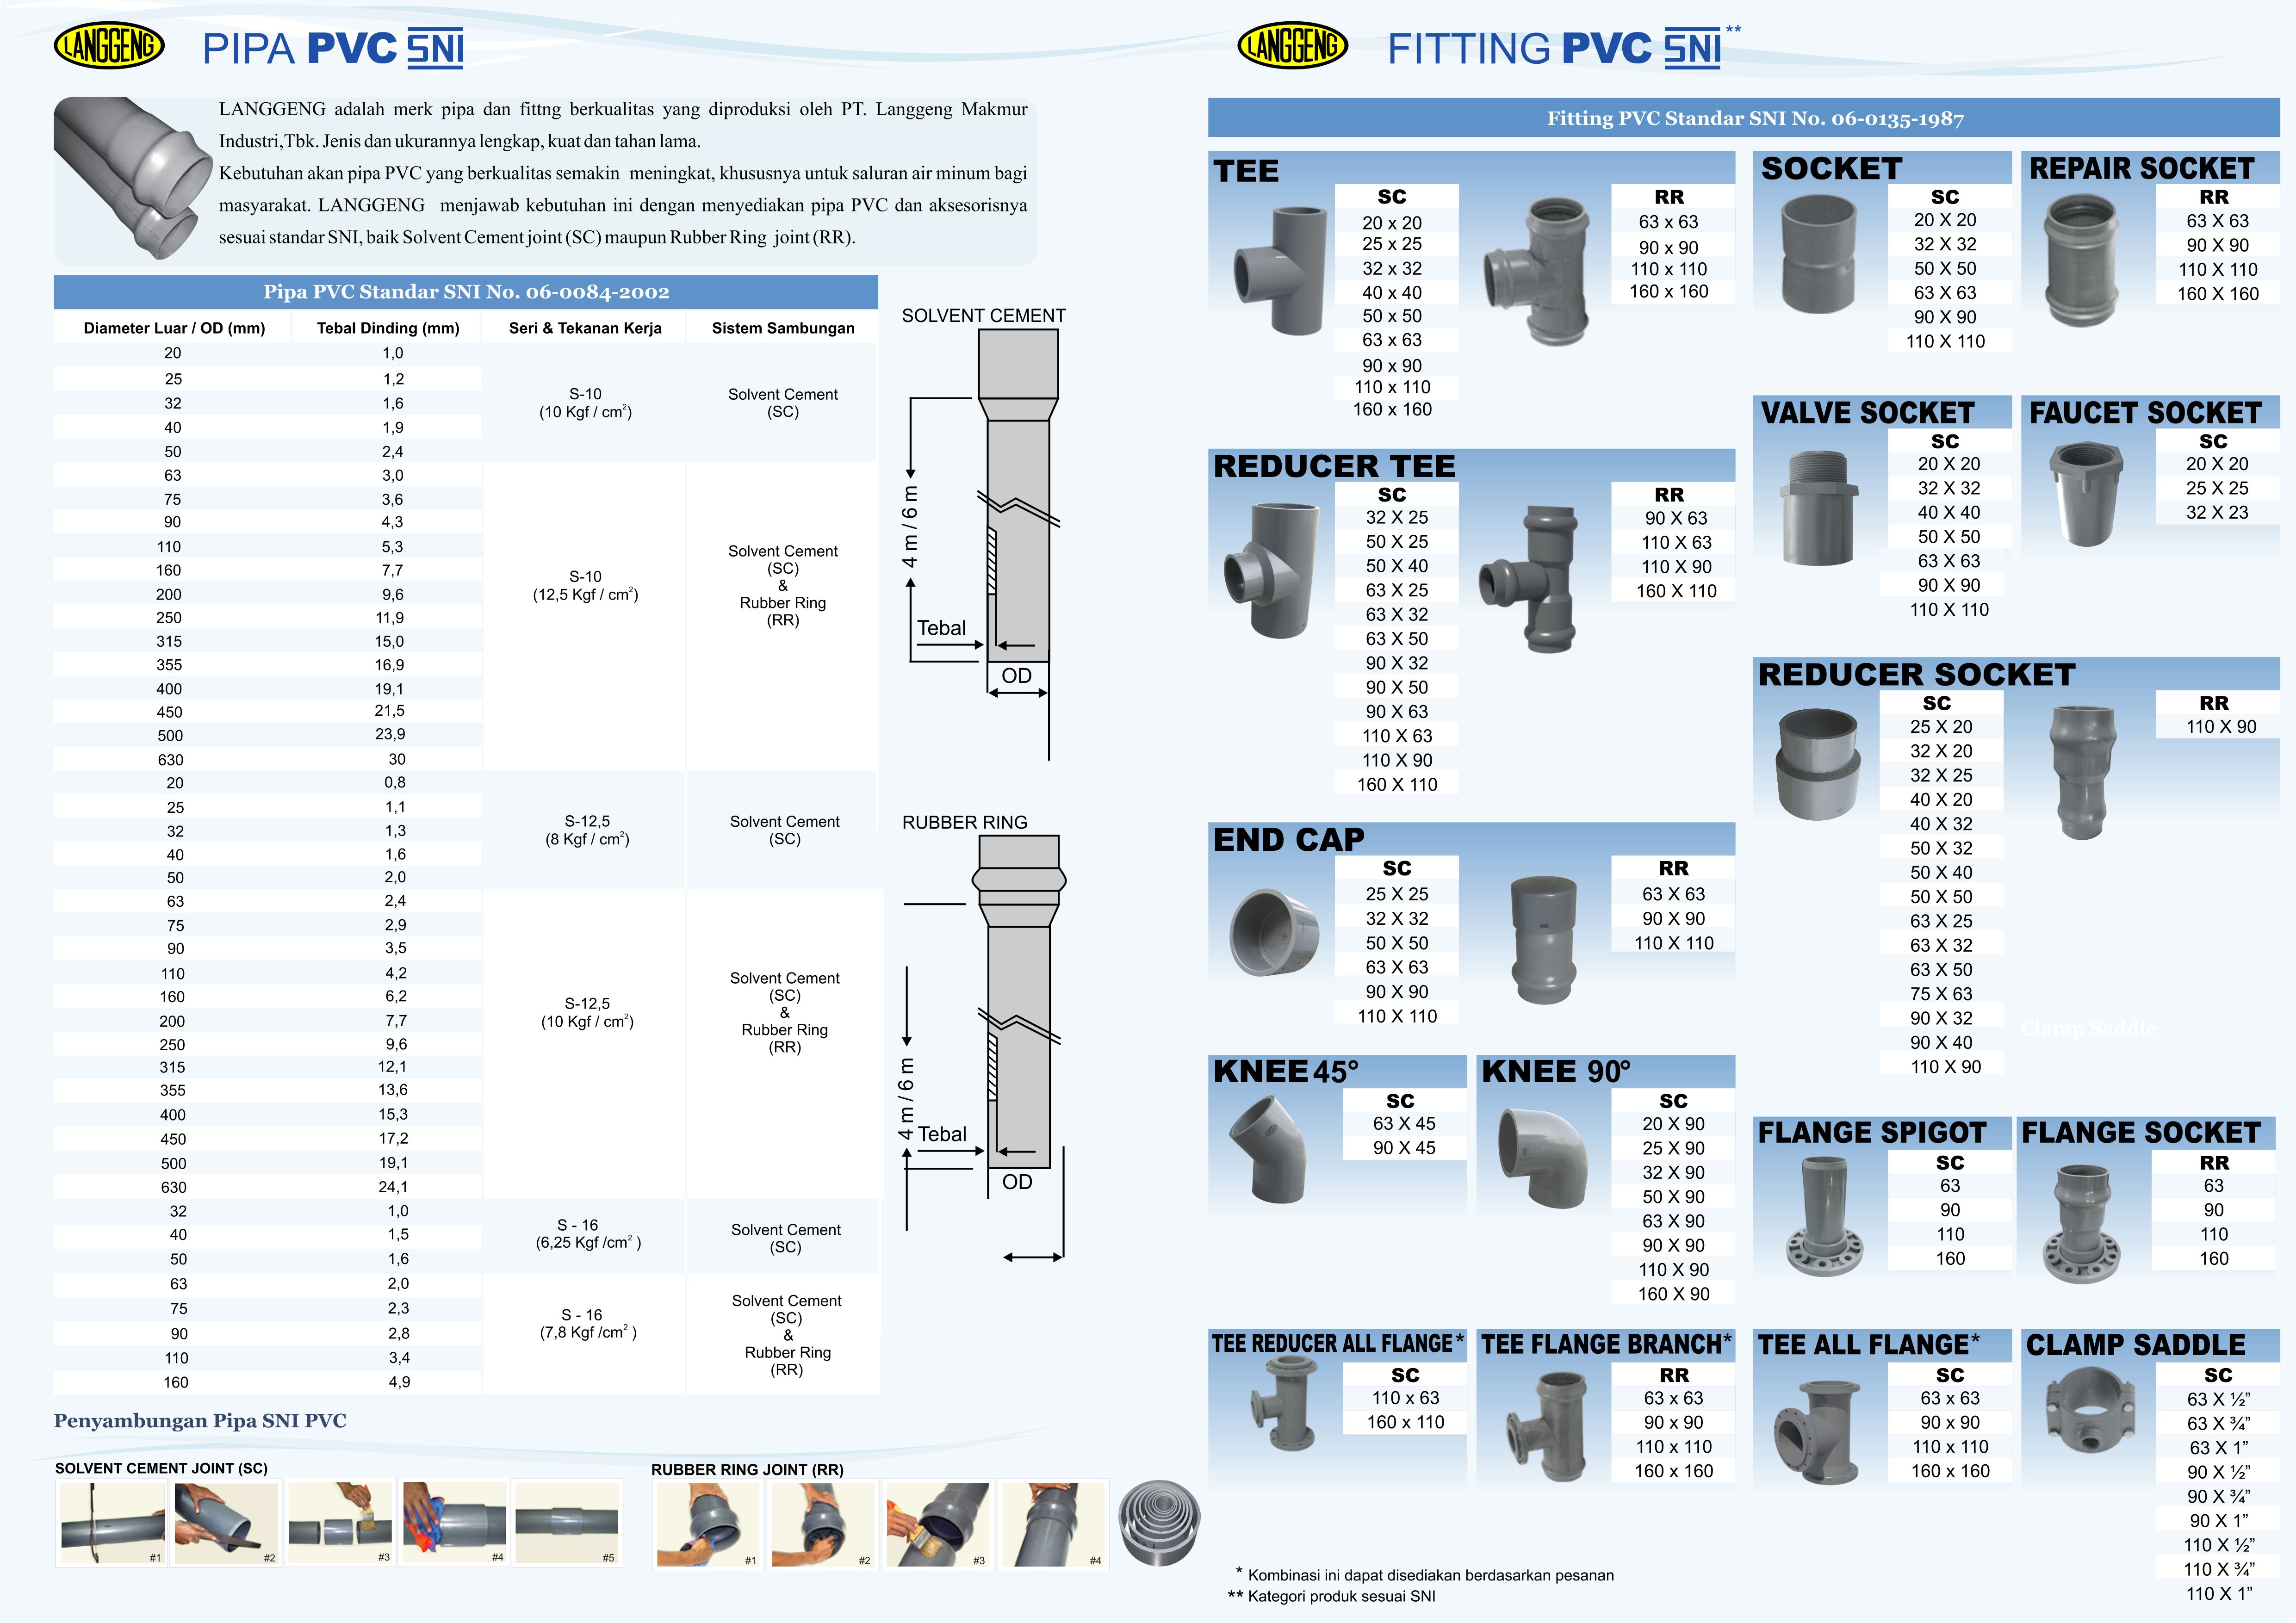 LANGGENG
PIPA PVC SNI
LANGGENG adalah merk pipa dan fittng berkualitas yang diproduksi oleh PT. Langgeng Makmur
Industri,Tbk. Jenis dan ukurannya lengkap, kuat dan tahan lama.
Kebutuhan akan pipa PVC yang berkualitas semakin meningkat, khususnya untuk saluran air minum bagi
masyarakat. LANGGENG menjawab kebutuhan ini dengan menyediakan pipa PVC dan aksesorisnya
sesuai standar SNI, baik Solvent Cement joint (SC) maupun Rubber Ring joint (RR).
Pipa PVC Standar SNI No. 06-0084-2002
Diameter Luar / OD (mm) Tebal Dinding (mm) Seri & Tekanan Kerja Sistem Sambungan
20 1,0
25 1,2
32 1,6
40 1,9
50 2,4
S-10
(10 Kgf / cm²)
Solvent Cement
(SC)
63 3,0
75 3,6
90 4,3
110 5,3
160 7,7
200 9,6
250 11,9
315 15,0
355 16,9
400 19,1
450 21,5
500 23,9
630 30
S-10
(12,5 Kgf / cm²)
Solvent Cement
(SC)
&
Rubber Ring
(RR)
20 0,8
25 1,1
32 1,3
40 1,6
50 2,0
S-12,5
(8 Kgf / cm²)
Solvent Cement
(SC)
63 2,4
75 2,9
90 3,5
110 4,2
160 6,2
200 7,7
250 9,6
315 12,1
355 13,6
400 15,3
450 17,2
500 19,1
630 24,1
S-12,5
(10 Kgf / cm²)
Solvent Cement
(SC)
&
Rubber Ring
(RR)
32 1,0
40 1,5
50 1,6
S - 16
(6,25 Kgf /cm² )
Solvent Cement
(SC)
63 2,0
75 2,3
90 2,8
110 3,4
160 4,9
S - 16
(7,8 Kgf /cm² )
Solvent Cement
(SC)
&
Rubber Ring
(RR)
SOLVENT CEMENT
4 m / 6 m
Tebal
OD
RUBBER RING
4 m / 6 m
Tebal
OD
Penyambungan Pipa SNI PVC
SOLVENT CEMENT JOINT (SC)
#1 #2 #3 #4 #5
RUBBER RING JOINT (RR)
#1 #2 #3 #4
LANGGENG
FITTING PVC SNI**
Fitting PVC Standar SNI No. 06-0135-1987
TEE
SC
20 x 20
25 x 25
32 x 32
40 x 40
50 x 50
63 x 63
90 x 90
110 x 110
160 x 160
RR
63 x 63
90 x 90
110 x 110
160 x 160
SOCKET
SC
20 X 20
32 X 32
50 X 50
63 X 63
90 X 90
110 X 110
REPAIR SOCKET
RR
63 X 63
90 X 90
110 X 110
160 X 160
VALVE SOCKET
SC
20 X 20
32 X 32
40 X 40
50 X 50
63 X 63
90 X 90
110 X 110
FAUCET SOCKET
SC
20 X 20
25 X 25
32 X 23
REDUCER TEE
SC
32 X 25
50 X 25
50 X 40
63 X 25
63 X 32
63 X 50
90 X 32
90 X 50
90 X 63
110 X 63
110 X 90
160 X 110
RR
90 X 63
110 X 63
110 X 90
160 X 110
REDUCER SOCKET
SC
25 X 20
32 X 20
32 X 25
40 X 20
40 X 32
50 X 32
50 X 40
50 X 50
63 X 25
63 X 32
63 X 50
75 X 63
90 X 32
90 X 40
110 X 90
RR
110 X 90
Clamp Saddle
END CAP
SC
25 X 25
32 X 32
50 X 50
63 X 63
90 X 90
110 X 110
RR
63 X 63
90 X 90
110 X 110
KNEE 45°
SC
63 X 45
90 X 45
KNEE 90°
SC
20 X 90
25 X 90
32 X 90
50 X 90
63 X 90
90 X 90
110 X 90
160 X 90
FLANGE SPIGOT
SC
63
90
110
160
FLANGE SOCKET
RR
63
90
110
160
TEE REDUCER ALL FLANGE*
SC
110 x 63
160 x 110
TEE FLANGE BRANCH*
RR
63 x 63
90 x 90
110 x 110
160 x 160
TEE ALL FLANGE*
SC
63 x 63
90 x 90
110 x 110
160 x 160
CLAMP SADDLE
SC
63 X ½”
63 X ¾”
63 X 1”
90 X ½”
90 X ¾”
90 X 1”
110 X ½”
110 X ¾”
110 X 1”
* Kombinasi ini dapat disediakan berdasarkan pesanan
** Kategori produk sesuai SNI